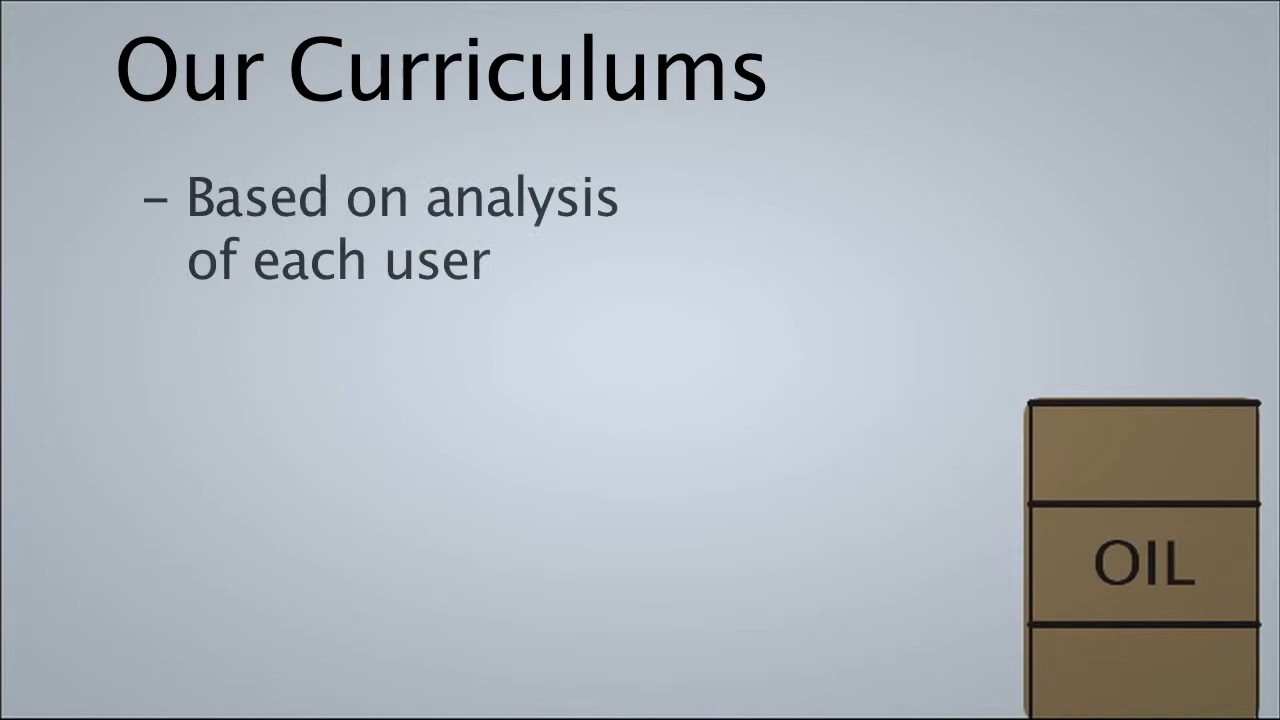 Our Curriculums
– Based on analysis
of each user
OIL